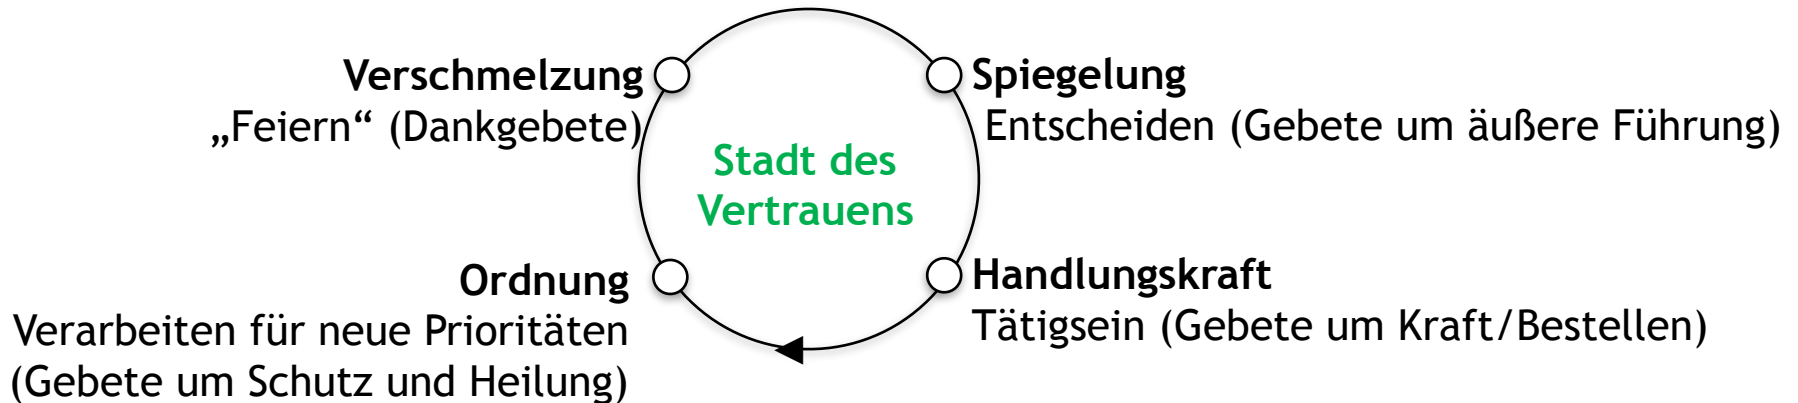 Verschmelzung
„Feiern“ (Dankgebete)
Spiegelung
Entscheiden (Gebete um äußere Führung)
Stadt des
Vertrauens
Ordnung
Verarbeiten für neue Prioritäten
(Gebete um Schutz und Heilung)
Handlungskraft
Tätigsein (Gebete um Kraft/Bestellen)